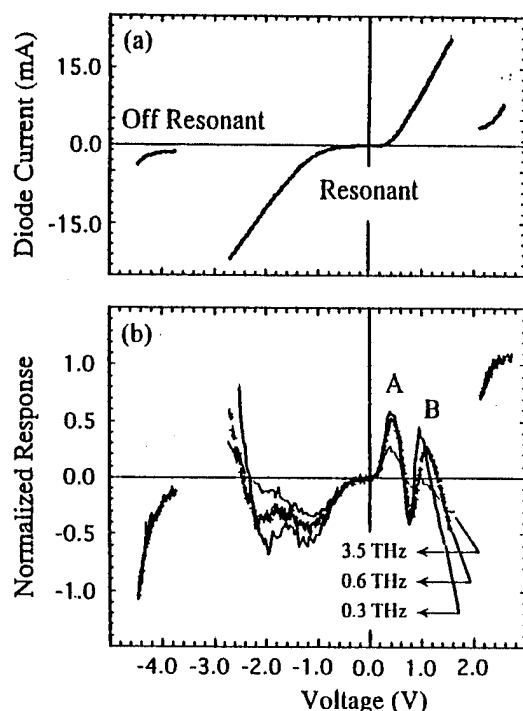 (a)
15.0
0.0
-15.0
Diode Current (mA)
Off Resonant
Resonant
(b)
1.0
0.5
0.0
-0.5
-1.0
Normalized Response
A
B
3.5 THz
0.6 THz
0.3 THz
-4.0 -3.0 -2.0 -1.0 0.0 1.0 2.0
Voltage (V)